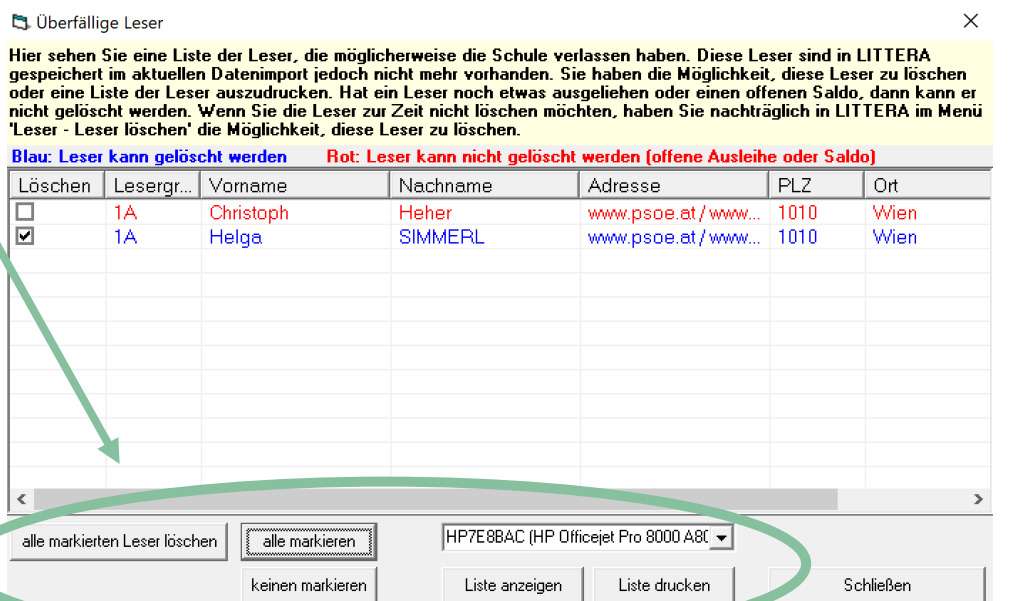 Überfällige Leser
Hier sehen Sie eine Liste der Leser, die möglicherweise die Schule verlassen haben. Diese Leser sind in LITTERA
gespeichert im aktuellen Datenimport jedoch nicht mehr vorhanden. Sie haben die Möglichkeit, diese Leser zu löschen
oder eine Liste der Leser auszudrucken. Hat ein Leser noch etwas ausgeliehen oder einen offenen Saldo, dann kann er
nicht gelöscht werden. Wenn Sie die Leser zur Zeit nicht löschen möchten, haben Sie nachträglich in LITTERA im Menü
'Leser - Leser löschen' die Möglichkeit, diese Leser zu löschen.
Blau: Leser kann gelöscht werden Rot: Leser kann nicht gelöscht werden (offene Ausleihe oder Saldo)
Löschen Lesergr... Vorname Nachname Adresse PLZ Ort
1A Christoph Heher www.psoe.at / www... 1010 Wien
1A Helga SIMMERL www.psoe.at / www... 1010 Wien
alle markierten Leser löschen alle markieren HP7E8BAC (HP Officejet Pro 8000 A80
keinen markieren Liste anzeigen Liste drucken Schließen